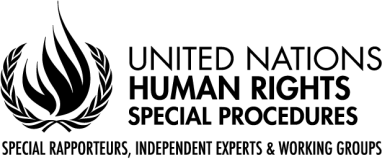 UNITED NATIONS
HUMAN RIGHTS
SPECIAL PROCEDURES
SPECIAL RAPPORTEURS, INDEPENDENT EXPERTS & WORKING GROUPS